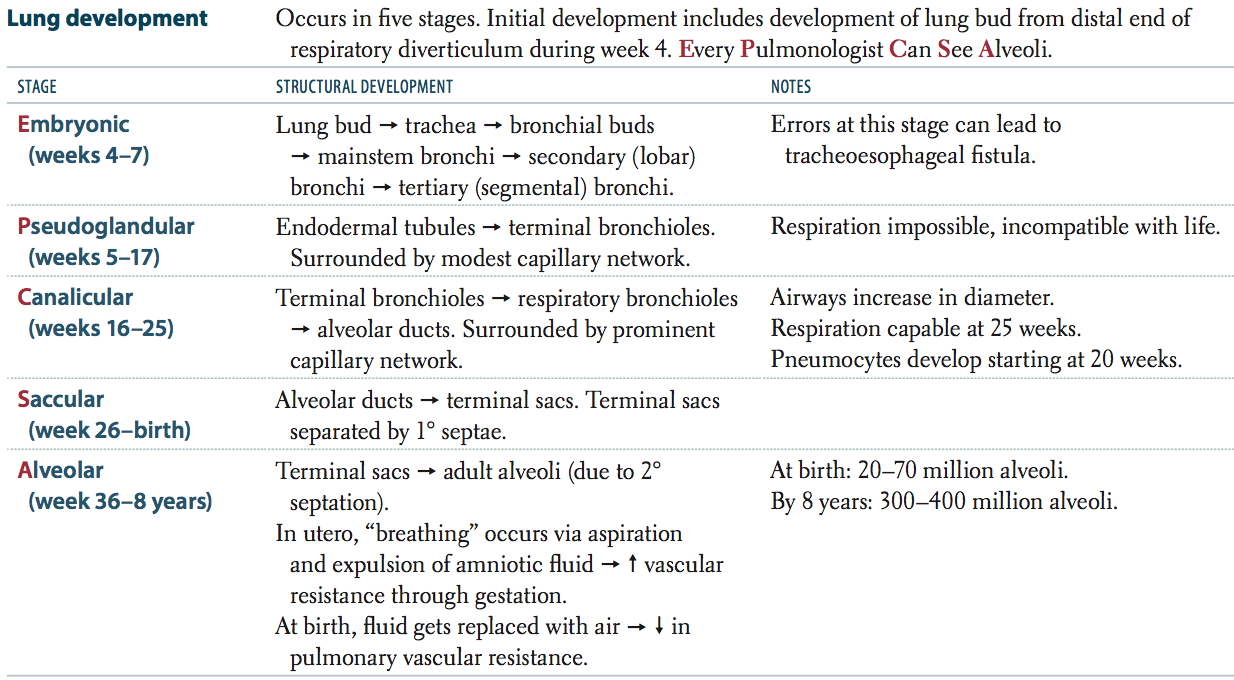 Lung development
Occurs in five stages. Initial development includes development of lung bud from distal end of
respiratory diverticulum during week 4. Every Pulmonologist Can See Alveoli.
STAGE
STRUCTURAL DEVELOPMENT
NOTES
Embryonic
(weeks 4–7)
Lung bud → trachea → bronchial buds
→ mainstem bronchi → secondary (lobar)
bronchi → tertiary (segmental) bronchi.
Errors at this stage can lead to
tracheoesophageal fistula.
Pseudoglandular
(weeks 5–17)
Endodermal tubules → terminal bronchioles.
Surrounded by modest capillary network.
Respiration impossible, incompatible with life.
Canalicular
(weeks 16–25)
Terminal bronchioles → respiratory bronchioles
→ alveolar ducts. Surrounded by prominent
capillary network.
Airways increase in diameter.
Respiration capable at 25 weeks.
Pneumocytes develop starting at 20 weeks.
Saccular
(week 26–birth)
Alveolar ducts → terminal sacs. Terminal sacs
separated by 1° septae.
Alveolar
(week 36–8 years)
Terminal sacs → adult alveoli (due to 2°
septation).
In utero, “breathing” occurs via aspiration
and expulsion of amniotic fluid → ↑ vascular
resistance through gestation.
At birth, fluid gets replaced with air → ↓ in
pulmonary vascular resistance.
At birth: 20–70 million alveoli.
By 8 years: 300–400 million alveoli.